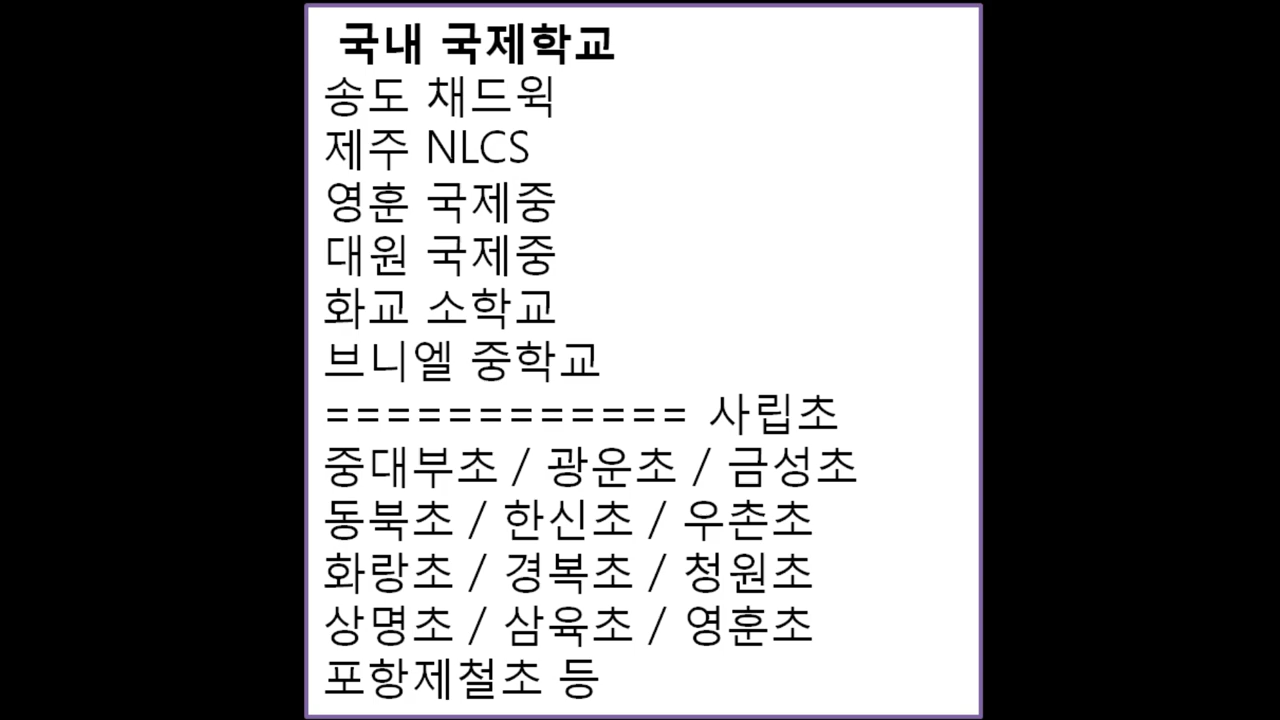 국내 국제학교
송도 채드윅
제주 NLCS
영훈 국제중
대원 국제중
화교 소학교
브니엘 중학교
============ 사립초
중대부초 / 광운초 / 금성초
동북초 / 한신초 / 우촌초
화랑초 / 경복초 / 청원초
상명초 / 삼육초 / 영훈초
포항제철초 등